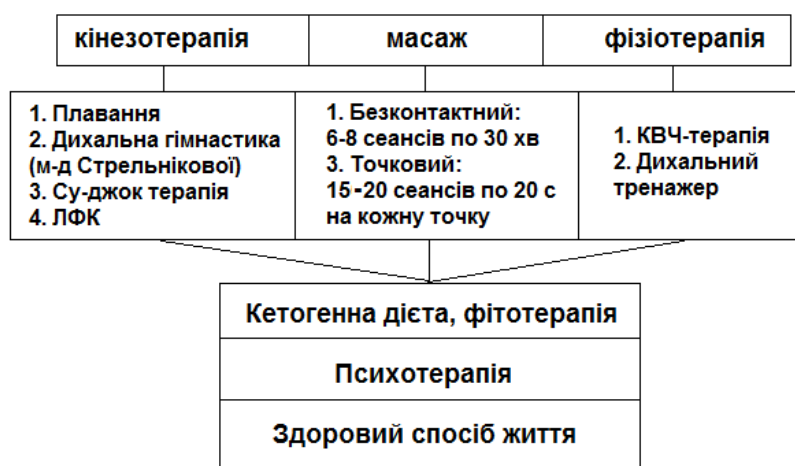 кінезотерапія
масаж
фізіотерапія
1. Плавання
2. Дихальна гімнастика
(м-д Стрельнікової)
3. Су-джок терапія
4. ЛФК
1. Безконтактний:
6-8 сеансів по 30 хв
3. Точковий:
15-20 сеансів по 20 с
на кожну точку
1. КВЧ-терапія
2. Дихальний
тренажер
Кетогенна дієта, фітотерапія
Психотерапія
Здоровий спосіб життя